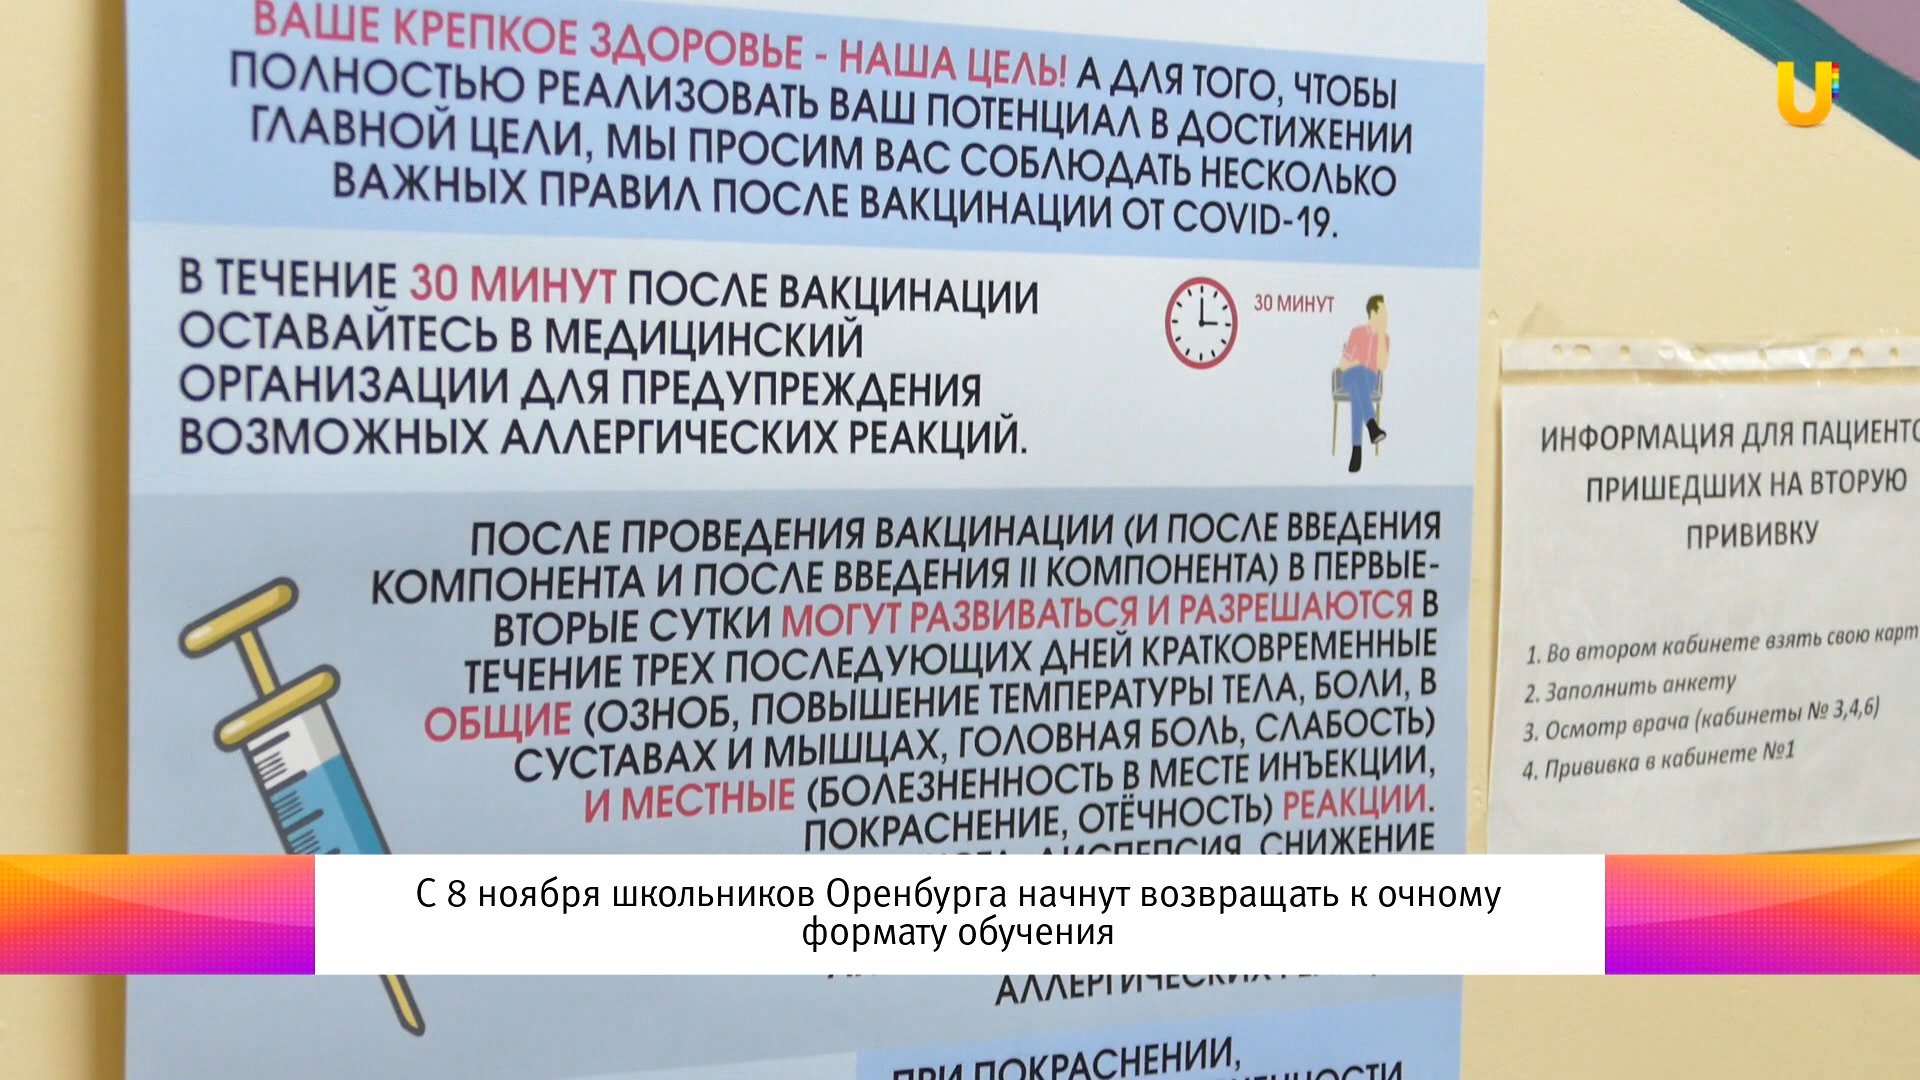 ВАШЕ КРЕПКОЕ ЗДОРОВЬЕ - НАША ЦЕЛЬ! А ДЛЯ ТОГО, ЧТОБЫ
ПОЛНОСТЬЮ РЕАЛИЗОВАТЬ ВАШ ПОТЕНЦИАЛ В ДОСТИЖЕНИИ
ГЛАВНОЙ ЦЕЛИ, МЫ ПРОСИМ ВАС СОБЛЮДАТЬ НЕСКОЛЬКО
ВАЖНЫХ ПРАВИЛ ПОСЛЕ ВАКЦИНАЦИИ ОТ COVID-19.
В ТЕЧЕНИЕ 30 МИНУТ ПОСЛЕ ВАКЦИНАЦИИ
ОСТАВАЙТЕСЬ В МЕДИЦИНСКИЙ
ОРГАНИЗАЦИИ ДЛЯ ПРЕДУПРЕЖДЕНИЯ
ВОЗМОЖНЫХ АЛЛЕРГИЧЕСКИХ РЕАКЦИЙ.
30 МИНУТ
ПОСЛЕ ПРОВЕДЕНИЯ ВАКЦИНАЦИИ (И ПОСЛЕ ВВЕДЕНИЯ
КОМПОНЕНТА И ПОСЛЕ ВВЕДЕНИЯ II КОМПОНЕНТА) В ПЕРВЫЕ-
ВТОРЫЕ СУТКИ МОГУТ РАЗВИВАТЬСЯ И РАЗРЕШАЮТСЯ В
ТЕЧЕНИЕ ТРЕХ ПОСЛЕДУЮЩИХ ДНЕЙ КРАТКОВРЕМЕННЫЕ
ОБЩИЕ (ОЗНОБ, ПОВЫШЕНИЕ ТЕМПЕРАТУРЫ ТЕЛА, БОЛИ, В
СУСТАВАХ И МЫШЦАХ, ГОЛОВНАЯ БОЛЬ, СЛАБОСТЬ)
И МЕСТНЫЕ (БОЛЕЗНЕННОСТЬ В МЕСТЕ ИНЪЕКЦИИ,
ПОКРАСНЕНИЕ, ОТЁЧНОСТЬ) РЕАКЦИИ.
ДИСПЕПСИЯ, СНИЖЕНИЕ
АЛЛЕРГИЧЕСКИХ
ПРИ ПОКРАСНЕНИИ,
U
ИНФОРМАЦИЯ ДЛЯ ПАЦИЕНТО
ПРИШЕДШИХ НА ВТОРУЮ
ПРИВИВКУ
1. Во втором кабинете взять свою карт
2. Заполнить анкету
3. Осмотр врача (кабинеты № 3,4,6)
4. Прививка в кабинете №1
С 8 ноября школьников Оренбурга начнут возвращать к очному
формату обучения